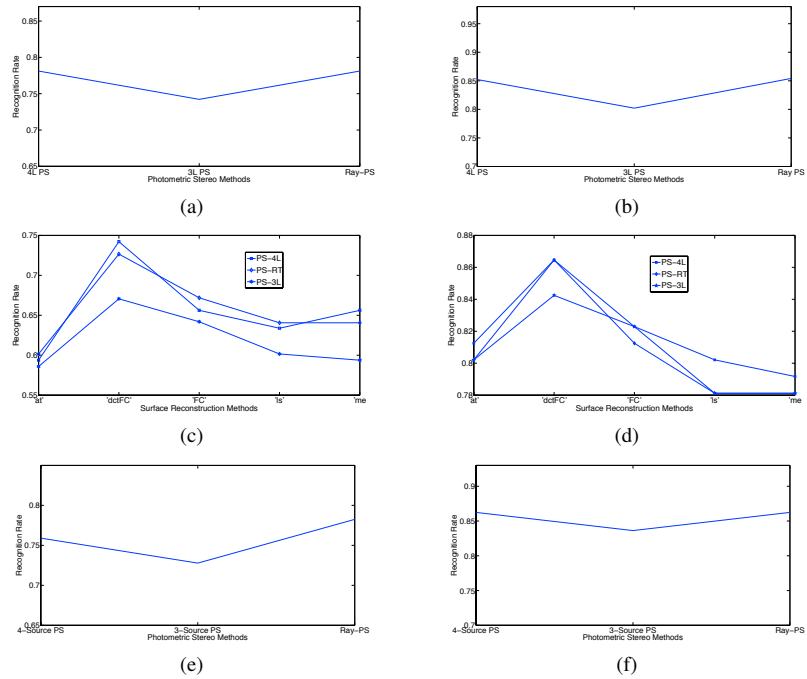 0.85
0.8
0.75
0.7
0.65
Recognition Rate
4L PS
3L PS
Ray−PS
Photometric Stereo Methods
(a)
0.95
0.9
0.85
0.8
0.75
0.7
Recognition Rate
4L PS
3L PS
Ray PS
Photometric Stereo Methods
(b)
0.75
0.7
0.65
0.6
0.55
Recognition Rate
PS−4L
PS−RT
PS−3L
'at'
'dctFC'
'FC'
'ls'
'me
Surface Reconstruction Methods
(c)
0.88
0.86
0.84
0.82
0.8
0.78
Recognition Rate
PS−4L
PS−RT
PS−3L
'at'
'dctFC'
'FC'
'ls'
'me
Surface Reconstruction Methods
(d)
0.8
0.75
0.7
0.65
Recognition Rate
4−Source PS
3−Source PS
Ray−PS
Photometric Stereo Methods
(e)
0.9
0.85
0.8
0.75
0.7
Recognition Rate
4−Source PS
3−Source PS
Ray−PS
Photometric Stereo Methods
(f)